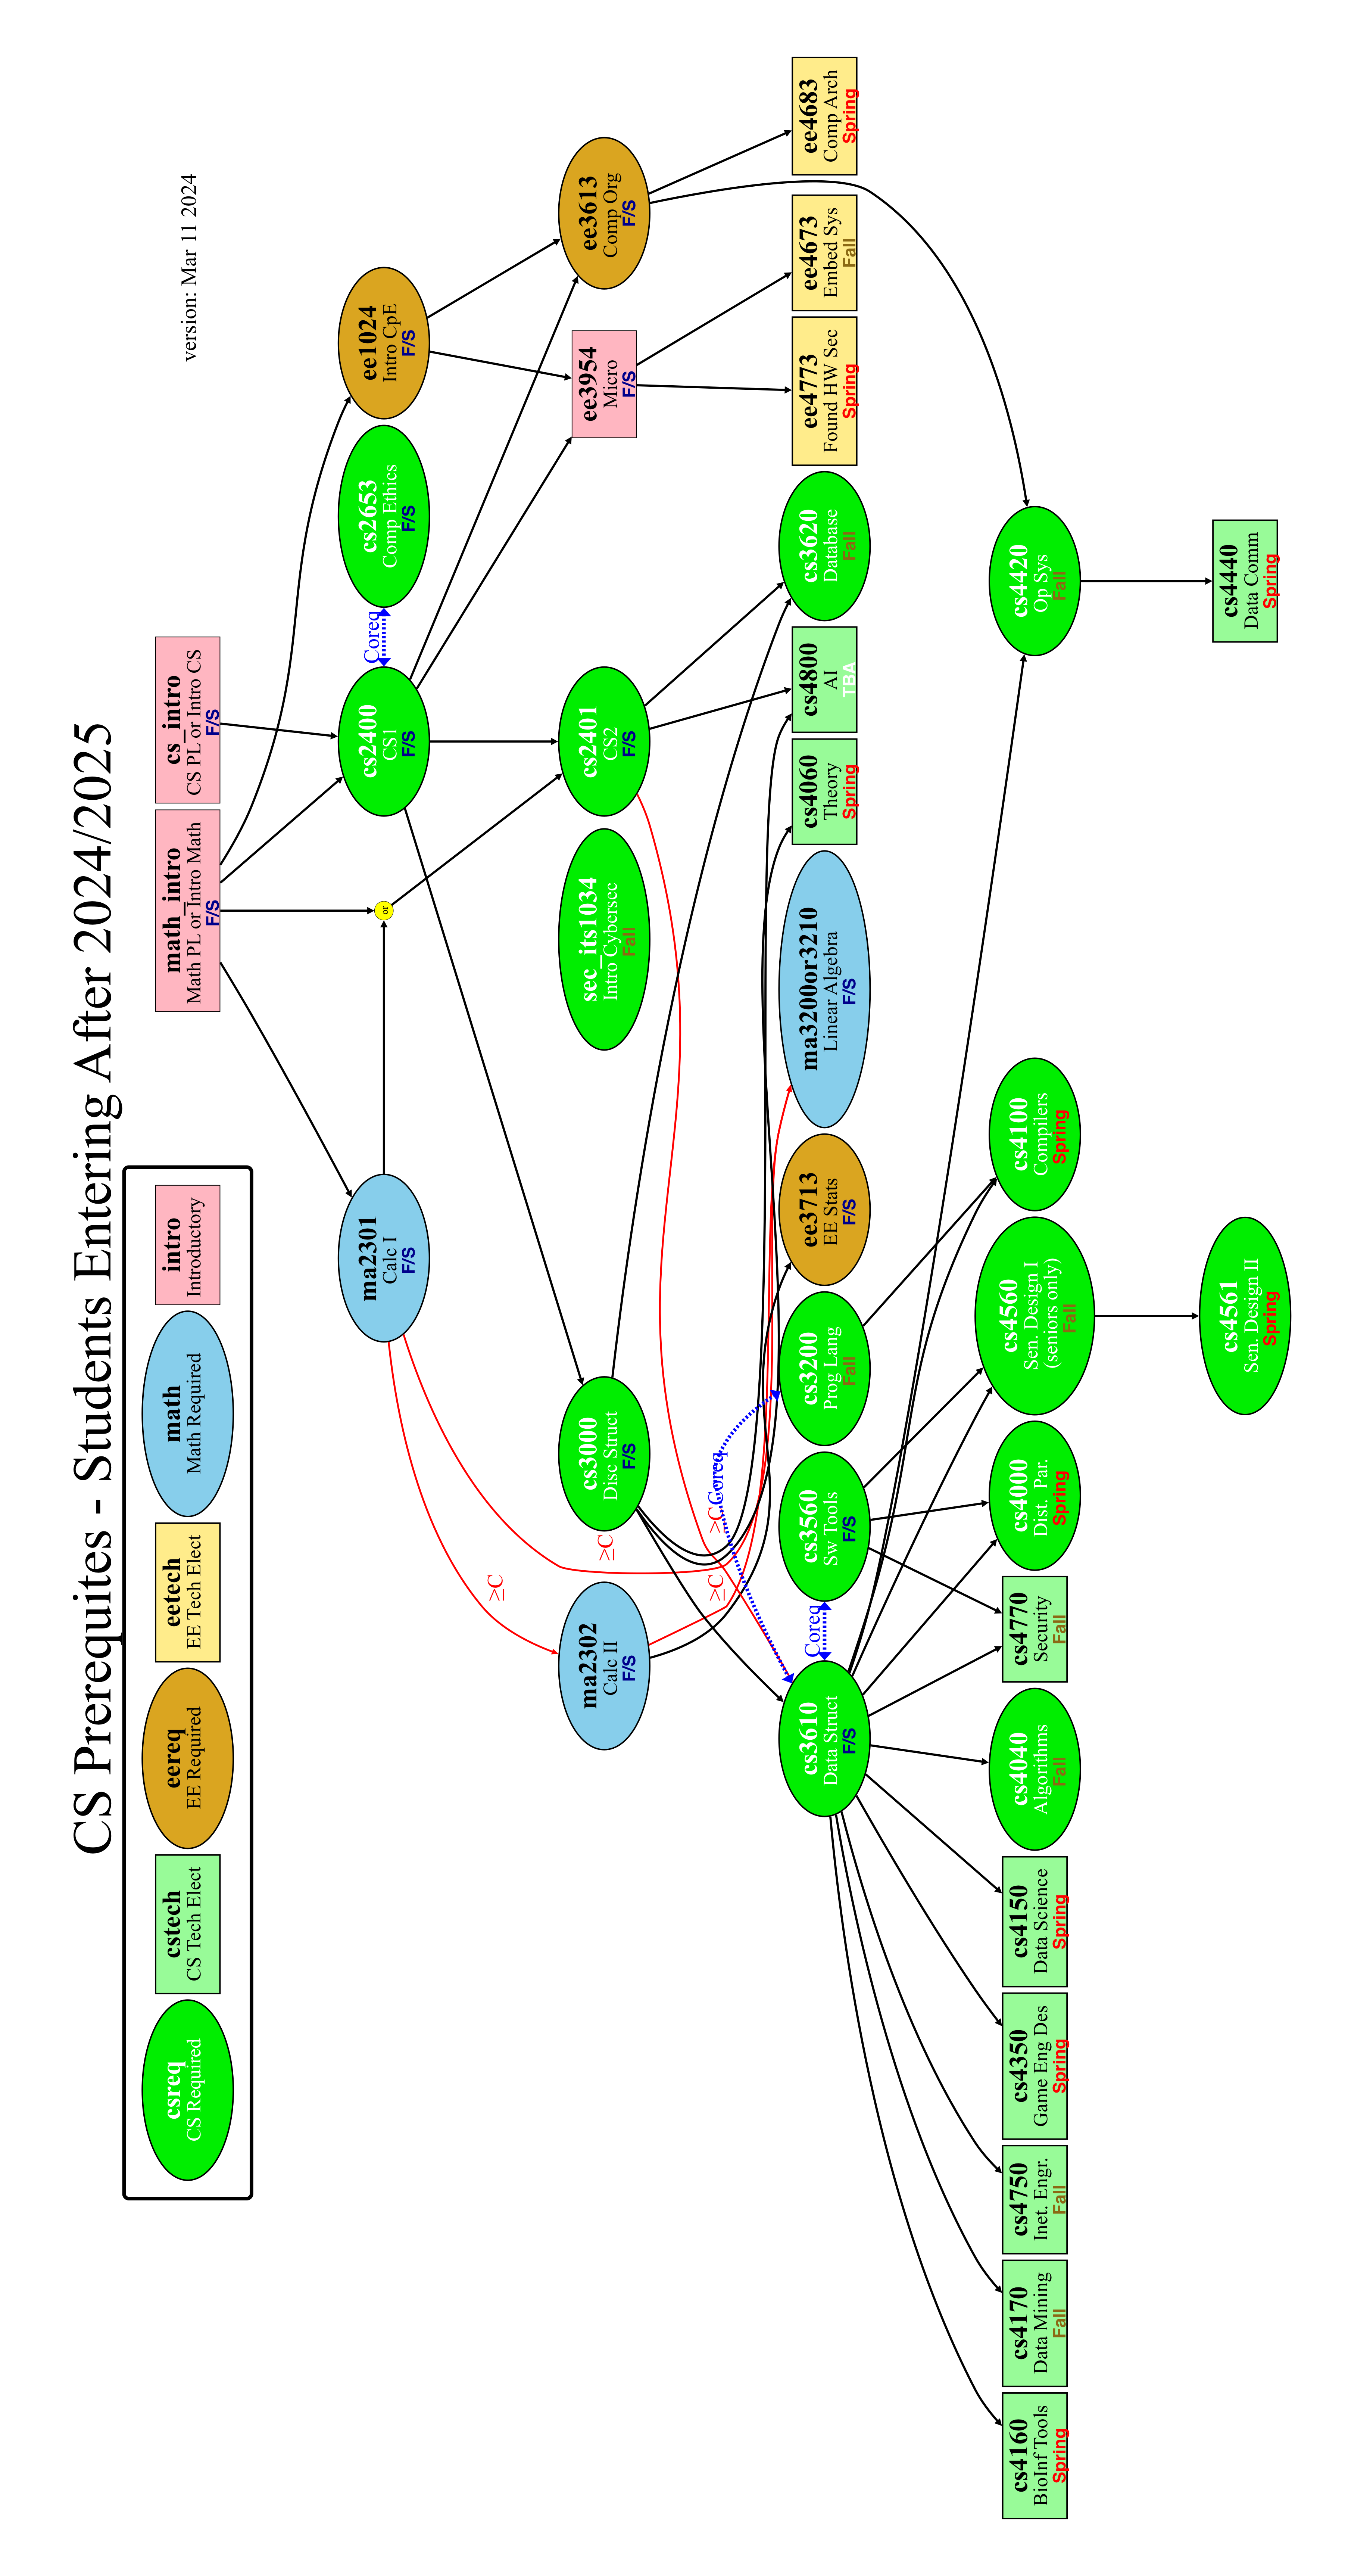 CS Prerequites - Students Entering After 2024/2025
version: Mar 11 2024
csreq
CS Required
cstech
CS Tech Elect
eereq
EE Required
eetech
EE Tech Elect
math
Math Required
intro
Introductory
math_intro
Math PL or Intro Math
F/S
cs_intro
CS PL or Intro CS
F/S
ma2301
Calc I
F/S
or
cs2400
CS1
F/S
Coreq
cs2653
Comp Ethics
F/S
ee1024
Intro CpE
F/S
≥C
ma2302
Calc II
F/S
≥C
cs3000
Disc Struct
F/S
sec_its1034
Intro Cybersec
Fall
cs2401
CS2
F/S
ee3954
Micro
F/S
ee3613
Comp Org
F/S
≥C
≥C
Coreq
cs3610
Data Struct
F/S
Coreq
cs3560
Sw Tools
F/S
cs3200
Prog Lang
Fall
ee3713
EE Stats
F/S
ma3200or3210
Linear Algebra
F/S
cs4060
Theory
Spring
cs4800
AI
TBA
cs3620
Database
Fall
ee4773
Found HW Sec
Spring
ee4673
Embed Sys
Fall
ee4683
Comp Arch
Spring
cs4160
BioInf Tools
Spring
cs4170
Data Mining
Fall
cs4750
Inet. Engr.
Fall
cs4350
Game Eng Des
Spring
cs4150
Data Science
Spring
cs4040
Algorithms
Fall
cs4770
Security
Fall
cs4000
Dist. Par.
Spring
cs4560
Sen. Design I
(seniors only)
Fall
cs4100
Compilers
Spring
cs4420
Op Sys
Fall
cs4561
Sen. Design II
Spring
cs4440
Data Comm
Spring